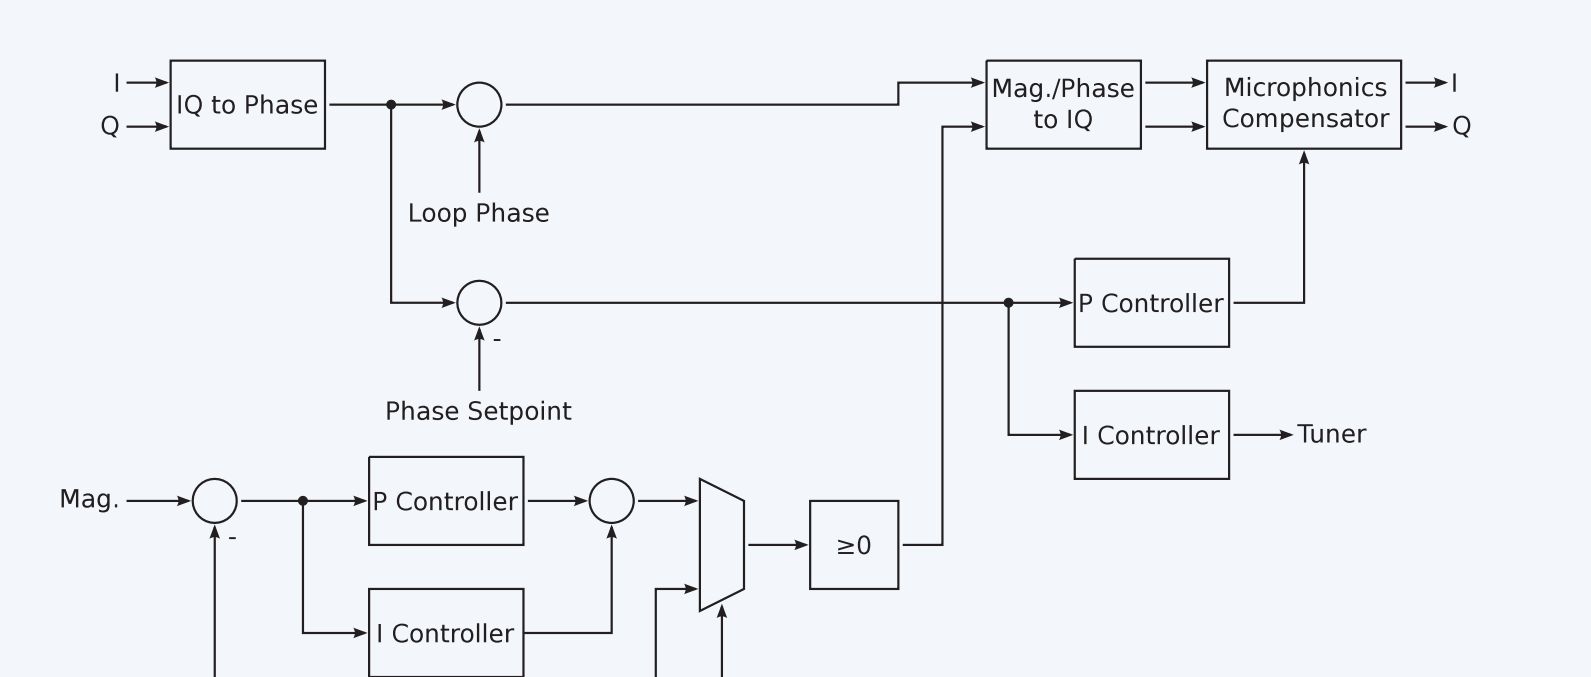 I
Q
IQ to Phase
Mag./Phase
to IQ
Microphonics
Compensator
I
Q
Loop Phase
P Controller
-
Phase Setpoint
I Controller
Tuner
Mag.
-
P Controller
≥0
I Controller